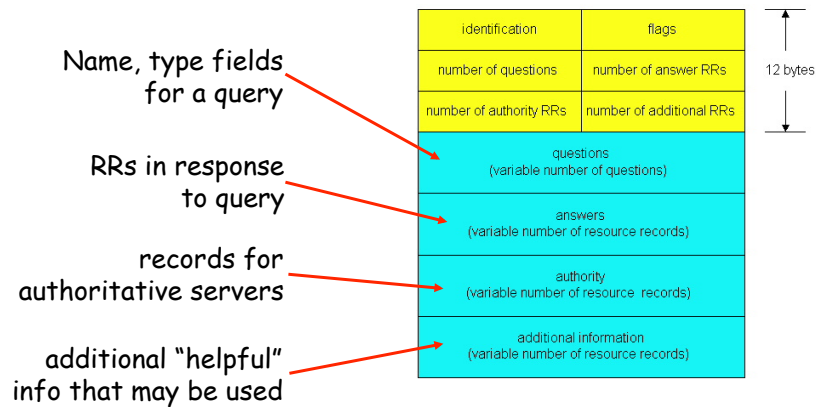 identification
flags
number of questions
number of answer RRs
12 bytes
number of authority RRs
number of additional RRs
Name, type fields
for a query
questions
(variable number of questions)
RRs in response
to query
answers
(variable number of resource records)
records for
authoritative servers
authority
(variable number of resource records)
additional “helpful”
info that may be used
additional information
(variable number of resource records)